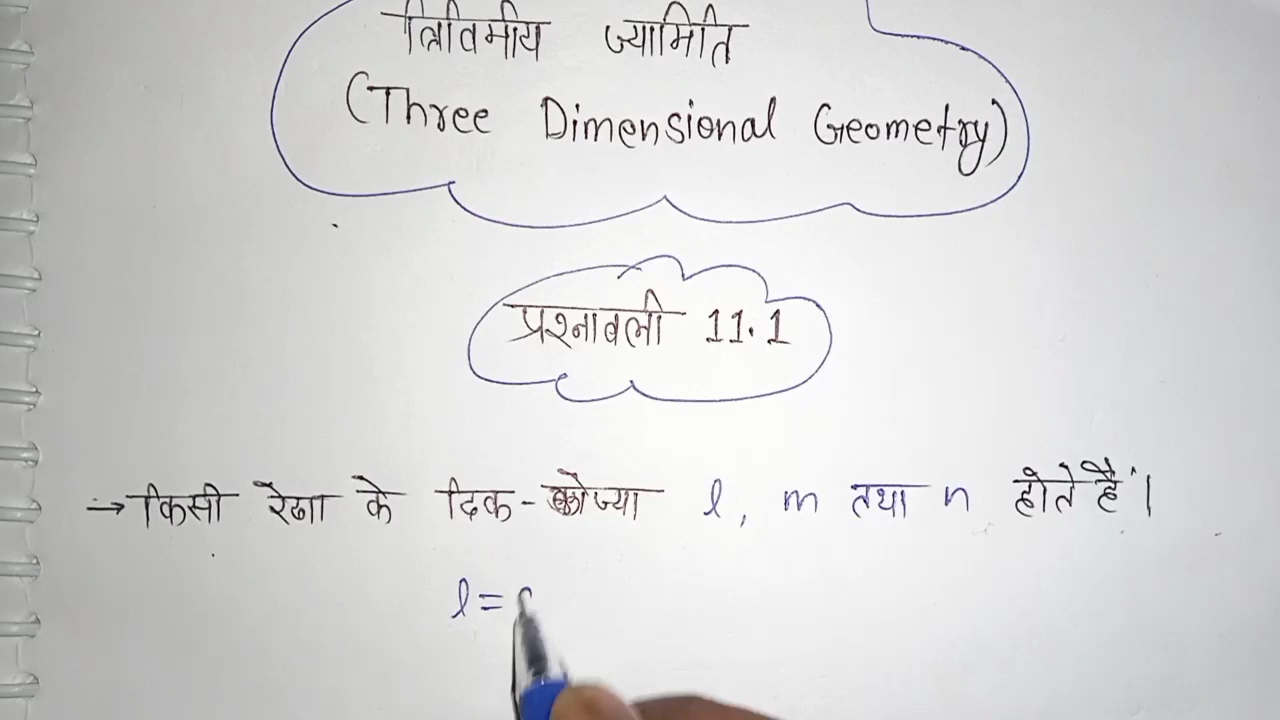 त्रिविमीय ज्यामिति
(Three Dimensional Geometry)
प्रश्नावली 11.1
→ किसी रेखा के दिक-कोज्या l, m तथा n होते हैं।
l =